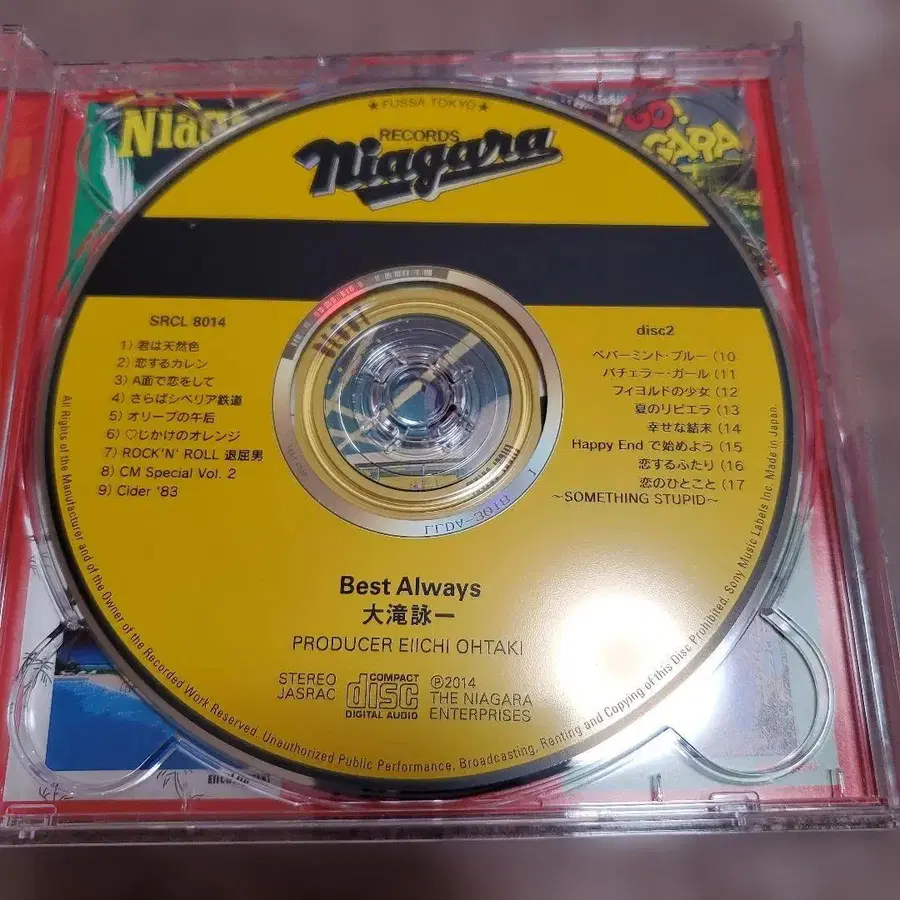 Niag
GO!
GARA
★ FUSSA TOKYO ★
RECORDS
Niagara
SRCL 8014
1) 君は天然色
2) 恋するカレン
3) A面で恋をして
4) さらばシベリア鉄道
5) オリーブの午后
6) ♡じかけのオレンジ
7) ROCK'N' ROLL 退屈男
8) CM Special Vol. 2
9) Cider '83
disc2
ペパーミント・ブルー (10
バチェラー・ガール (11
フィヨルドの少女 (12
夏のリビエラ (13
幸せな結末 (14
Happy End で始めよう (15
恋するふたり (16
恋のひとこと (17
～SOMETHING STUPID～
Best Always
大滝詠一
PRODUCER EIICHI OHTAKI
STEREO
JASRAC
COMPACT
disc
DIGITAL AUDIO
Ⓟ2014
THE NIAGARA
ENTERPRISES
All Rights of the Manufacturer and of the Owner of the Recorded Work Reserved. Unauthorized Public Performance, Broadcasting, Renting and Copying of this Disc Prohibited. Sony Music Labels Inc. Made in Japan.